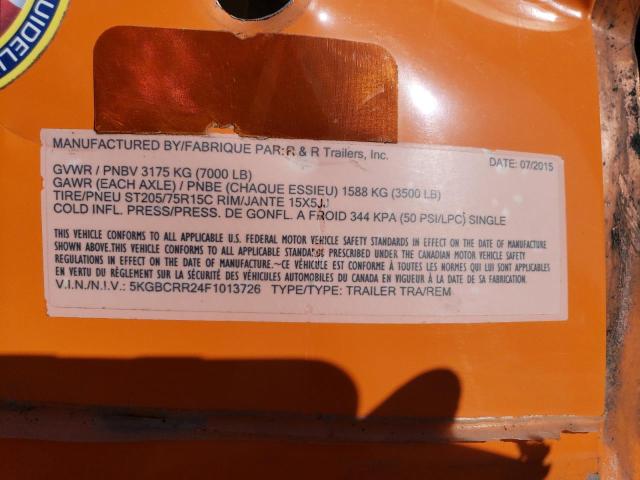 UIDELI
MANUFACTURED BY/FABRIQUE PAR: R & R Trailers, Inc. DATE: 07/2015
GVWR / PNBV 3175 KG (7000 LB)
GAWR (EACH AXLE) / PNBE (CHAQUE ESSIEU) 1588 KG (3500 LB)
TIRE/PNEU ST205/75R15C RIM/JANTE 15X5JJ
COLD INFL. PRESS/PRESS. DE GONFL. A FROID 344 KPA (50 PSI/LPC) SINGLE
THIS VEHICLE CONFORMS TO ALL APPLICABLE U.S. FEDERAL MOTOR VEHICLE SAFETY STANDARDS IN EFFECT ON THE DATE OF MANUFACTURE
SHOWN ABOVE.~THIS VEHICLE CONFORMS TO ALL APPLICABLE STANDARDS PRESCRIBED UNDER THE CANADIAN MOTOR VEHICLE SAFETY
REGULATIONS IN EFFECT ON THE DATE OF MANUFACTURE.~CE VÉHICULE EST CONFORME À TOUTES LES NORMES QUI LUI SONT APPLICABLES
EN VERTU DU RÈGLEMENT SUR LA SÉCURITÉ DES VÉHICULES AUTOMOBILES DU CANADA EN VIGUEUR À LA DATE DE SA FABRICATION.
V.I.N./N.I.V.: 5KGBCRR24F1013726 TYPE/TYPE: TRAILER TRA/REM